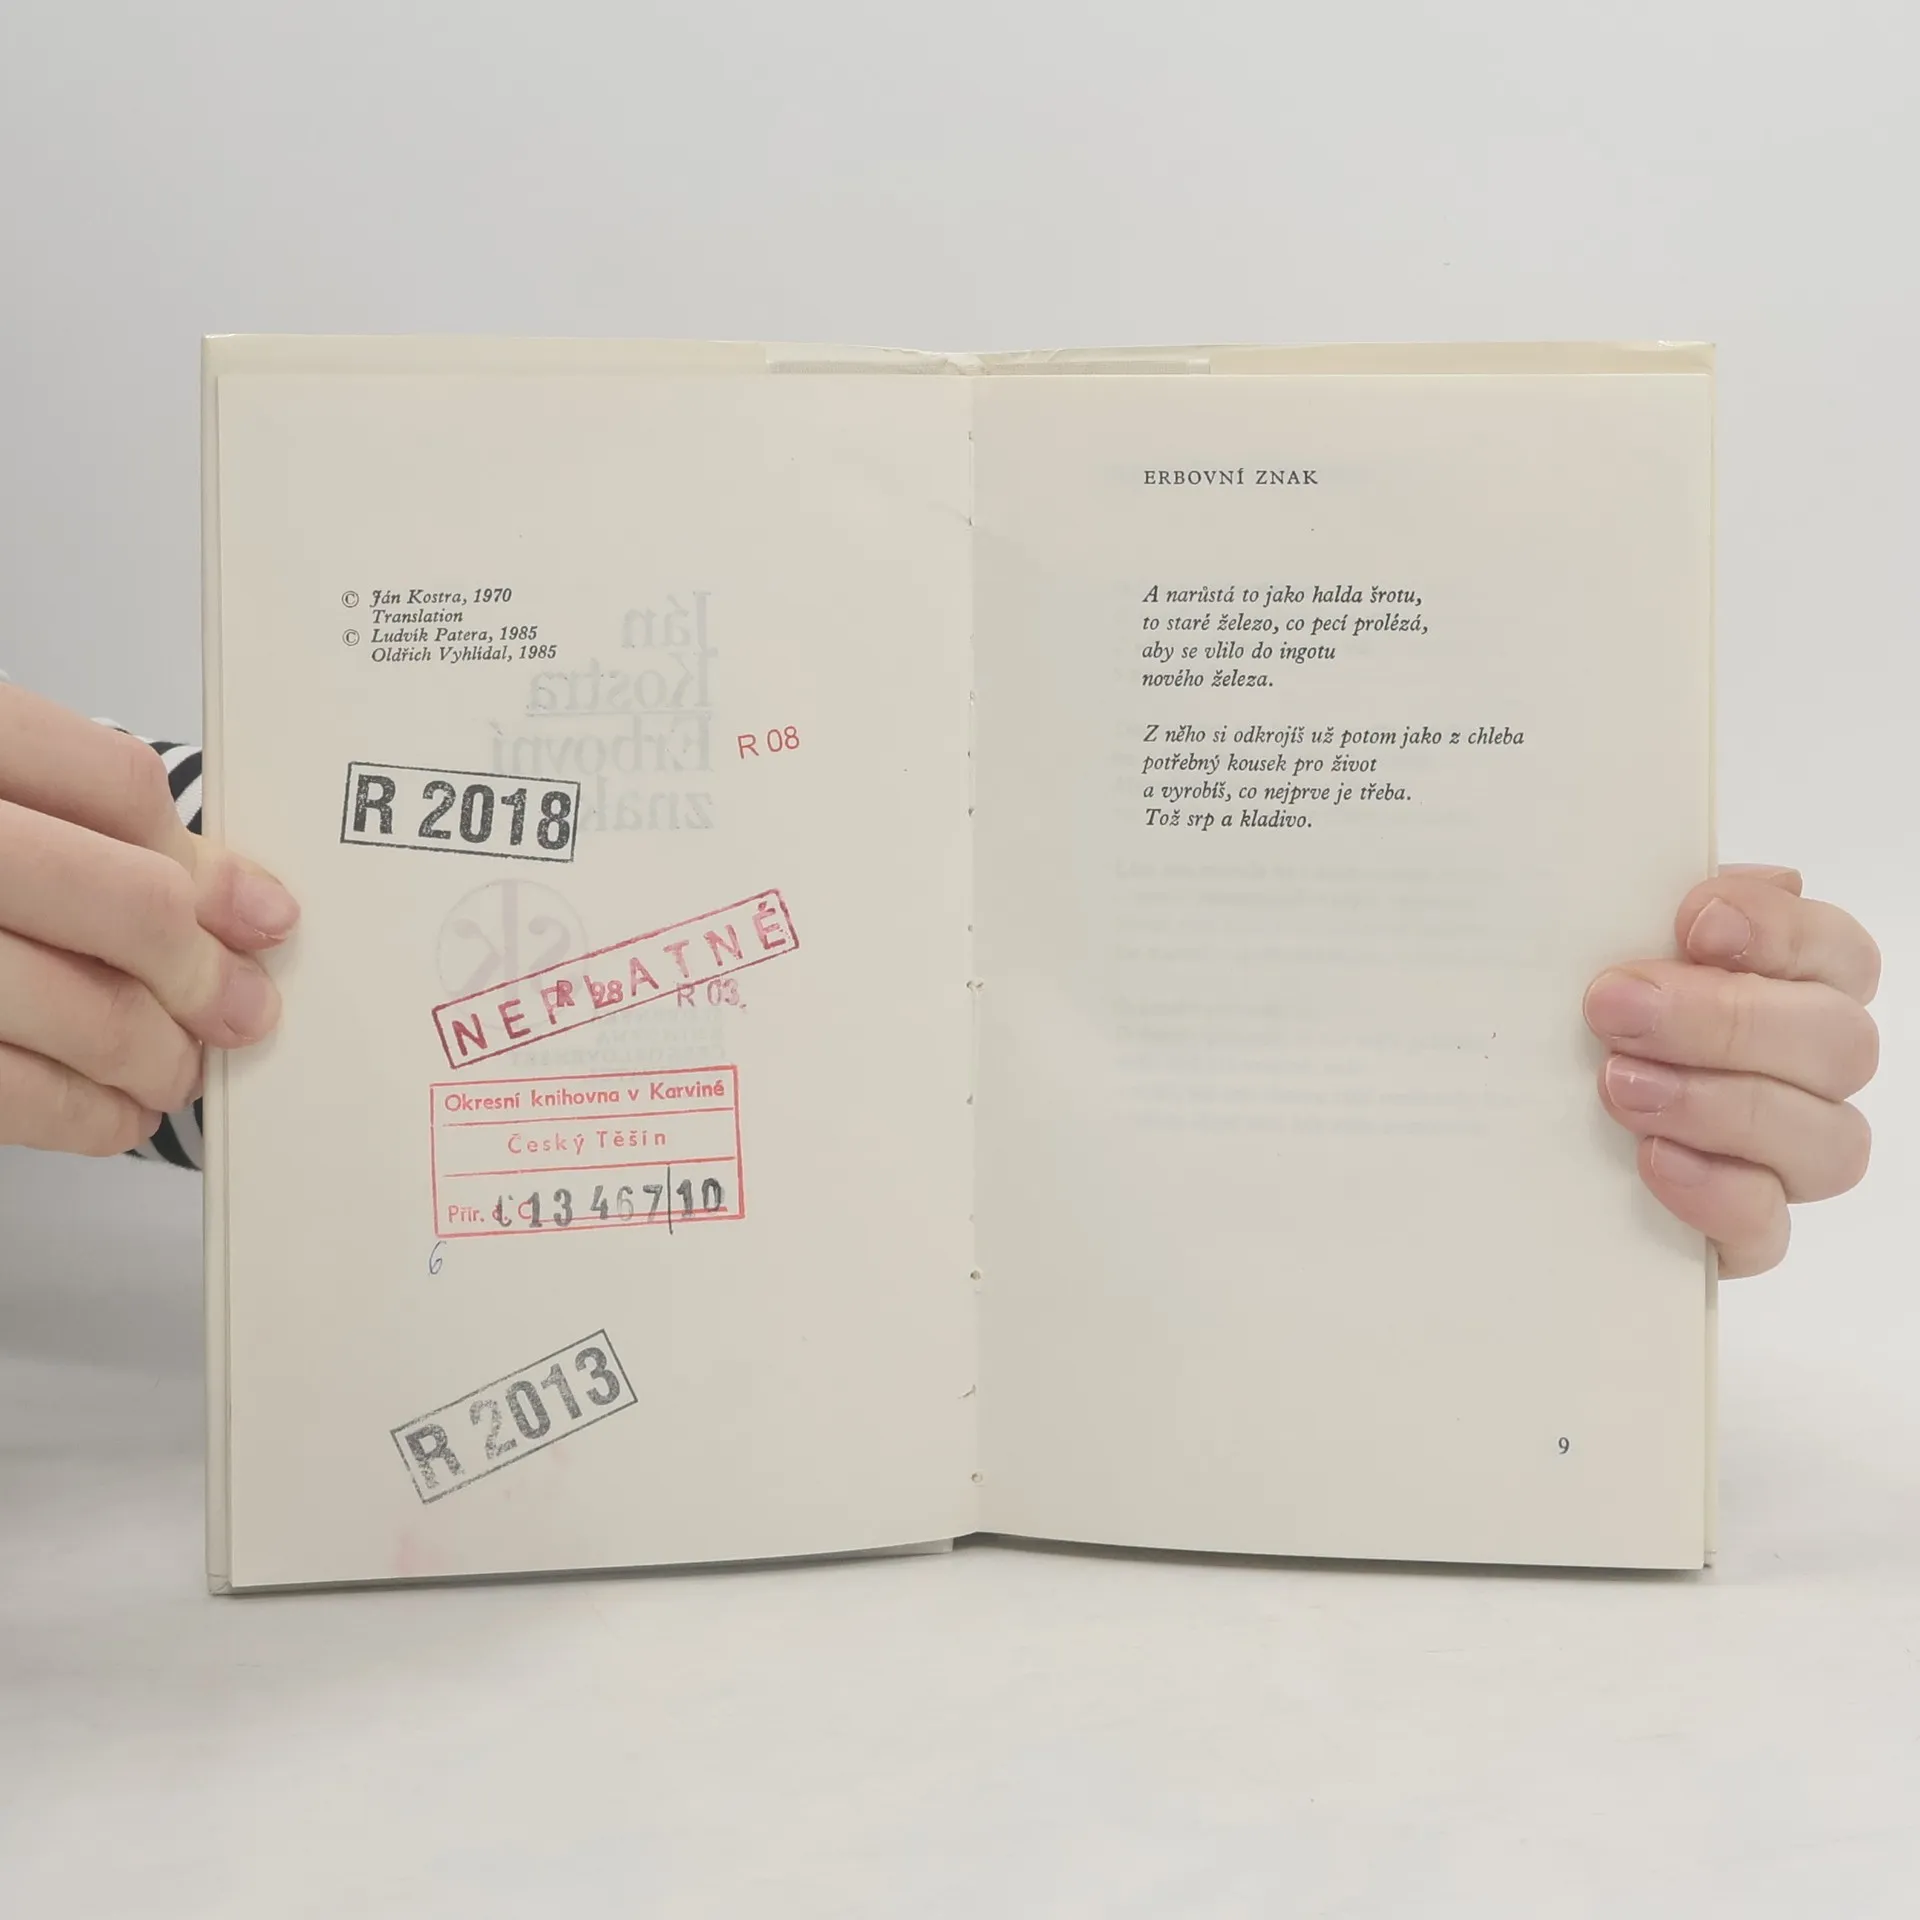 © Ján Kostra, 1970
Translation
© Ludvík Patera, 1985
Oldřich Vyhlídal, 1985
R 08
R 2018
NEPLATNÉ
R 98
R 03
Okresní knihovna v Karviné
Český Těšín
Přír. č. C 13 467/10
6
R 2013
ERBOVNÍ ZNAK
A narůstá to jako halda šrotu,
to staré železo, co pecí prolézá,
aby se vlilo do ingotu
nového železa.
Z něho si odkrojíš už potom jako z chleba
potřebný kousek pro život
a vyrobíš, co nejprve je třeba.
Tož srp a kladivo.
9